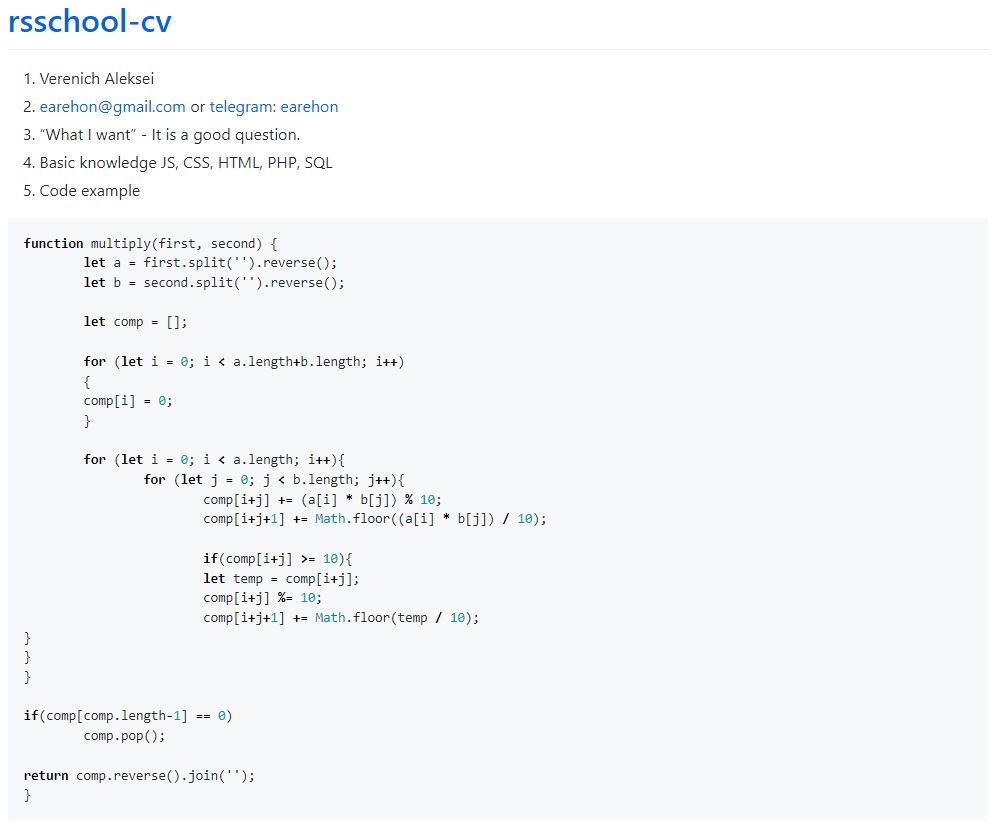 rsschool-cv
1. Verenich Aleksei
2. earehon@gmail.com or telegram: earehon
3. “What I want” - It is a good question.
4. Basic knowledge JS, CSS, HTML, PHP, SQL
5. Code example
function multiply(first, second) {
        let a = first.split('').reverse();
        let b = second.split('').reverse();

        let comp = [];

        for (let i = 0; i < a.length+b.length; i++)
        {
        comp[i] = 0;
        }

        for (let i = 0; i < a.length; i++){
                for (let j = 0; j < b.length; j++){
                        comp[i+j] += (a[i] * b[j]) % 10;
                        comp[i+j+1] += Math.floor((a[i] * b[j]) / 10);

                        if(comp[i+j] >= 10){
                        let temp = comp[i+j];
                        comp[i+j] %= 10;
                        comp[i+j+1] += Math.floor(temp / 10);
}
}
}

if(comp[comp.length-1] == 0)
        comp.pop();

return comp.reverse().join('');
}